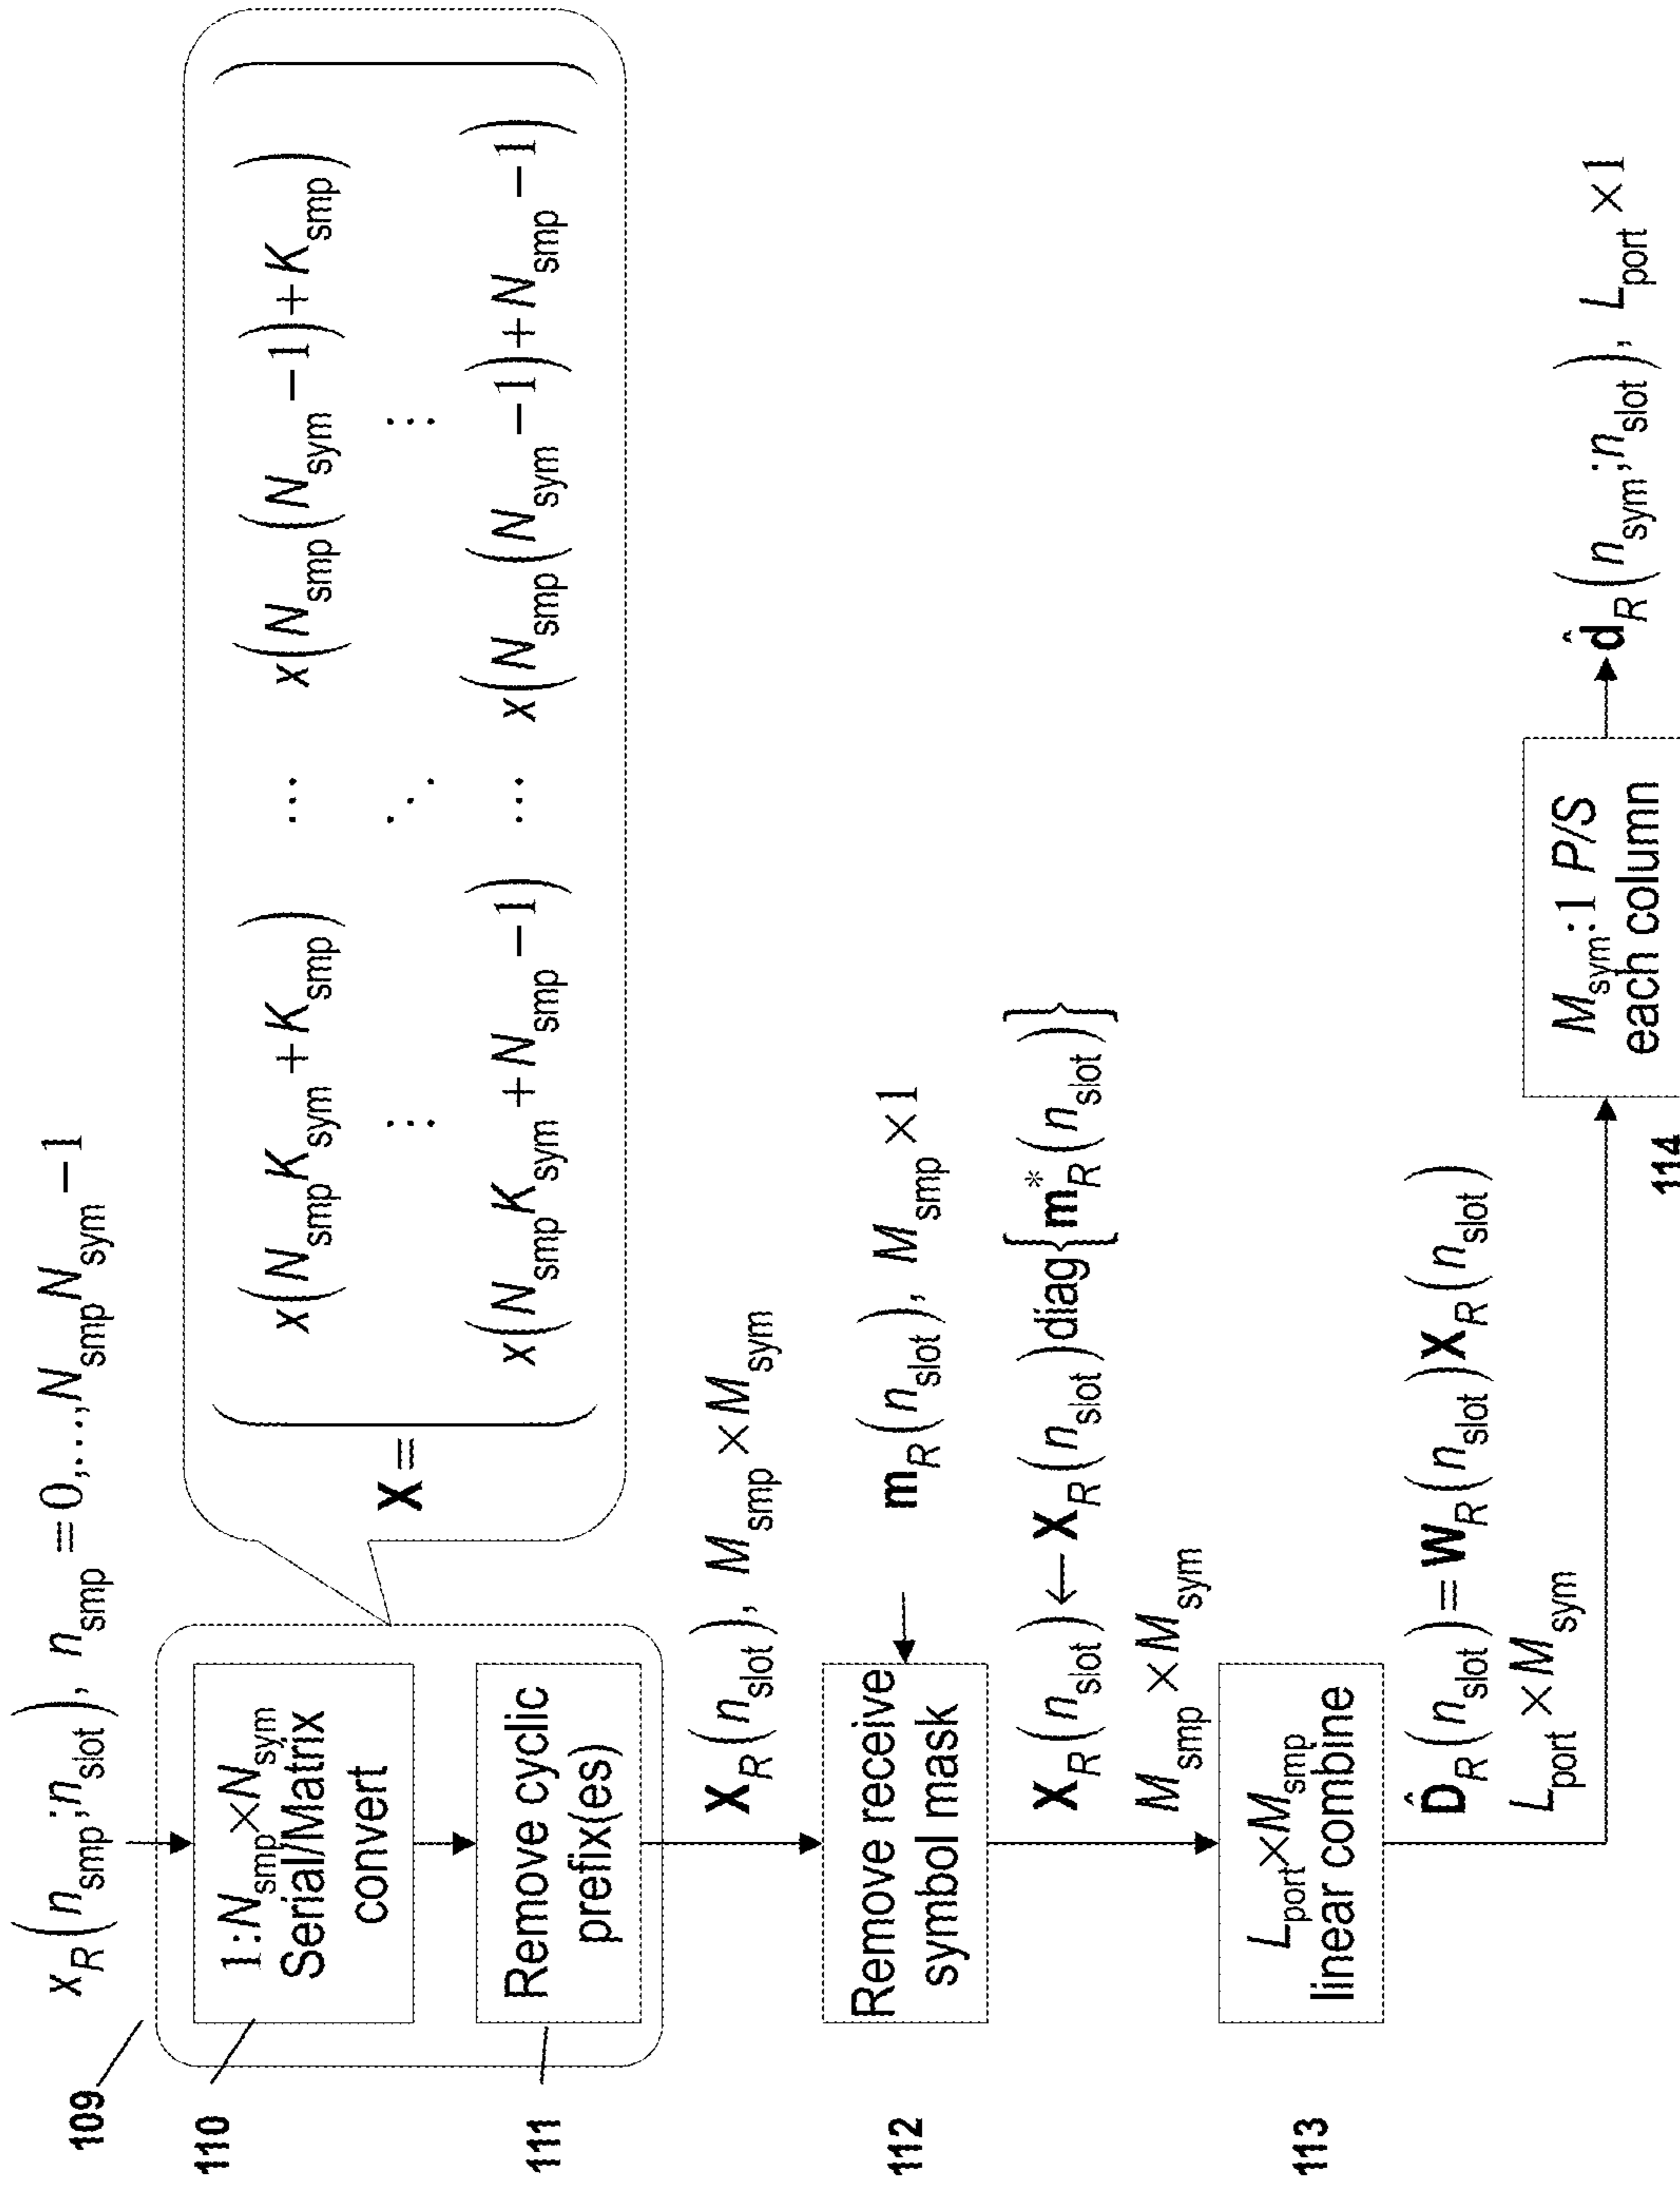 x_R(n_smp;n_slot), n_smp=0,...,N_smp N_sym−1
109
110
1:N_smp×N_sym
Serial/Matrix
convert
X =
x(N_smp K_sym + K_smp) ... x(N_smp(N_sym −1)+K_smp)
⋮ ⋱ ⋮
x(N_smp K_sym + N_smp −1) ... x(N_smp(N_sym −1)+N_smp −1)
111
Remove cyclic
prefix(es)
X_R(n_slot), M_smp×M_sym
112
Remove receive
symbol mask
m_R(n_slot), M_smp×1
X_R(n_slot)←X_R(n_slot)diag{m*_R(n_slot)}
M_smp×M_sym
113
L_port×M_smp
linear combine
D̂_R(n_slot)=W_R(n_slot)X_R(n_slot)
L_port×M_sym
M_sym:1 P/S
each column
114
d̂_R(n_sym;n_slot), L_port×1